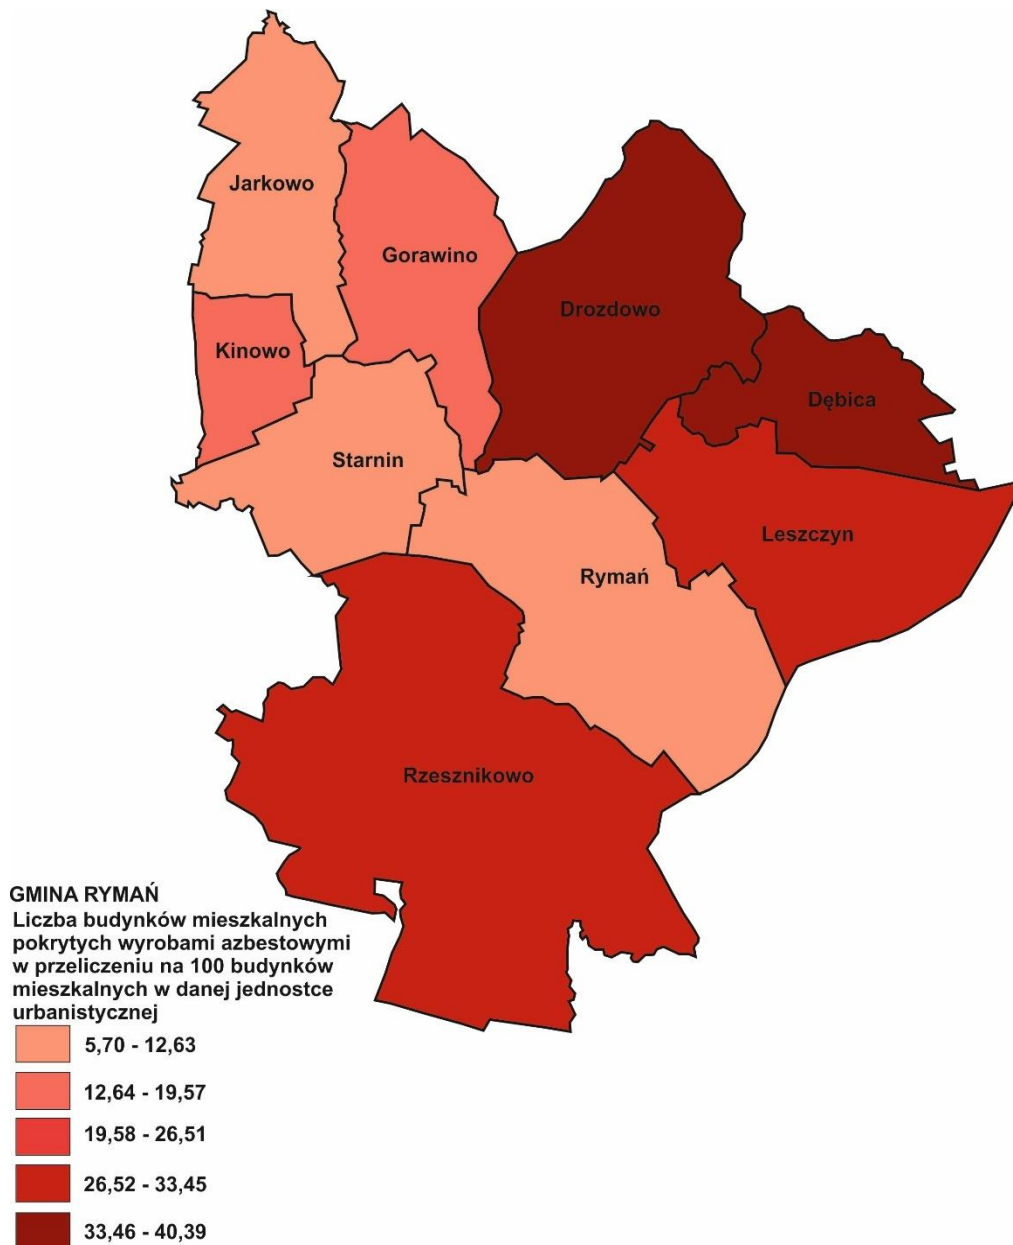 Jarkowo
Gorawino
Drozdowo
Kinowo
Dębica
Starnin
Leszczyn
Rymań
Rzesznikowo
GMINA RYMAŃ
Liczba budynków mieszkalnych
pokrytych wyrobami azbestowymi
w przeliczeniu na 100 budynków
mieszkalnych w danej jednostce
urbanistycznej
5,70 - 12,63
12,64 - 19,57
19,58 - 26,51
26,52 - 33,45
33,46 - 40,39